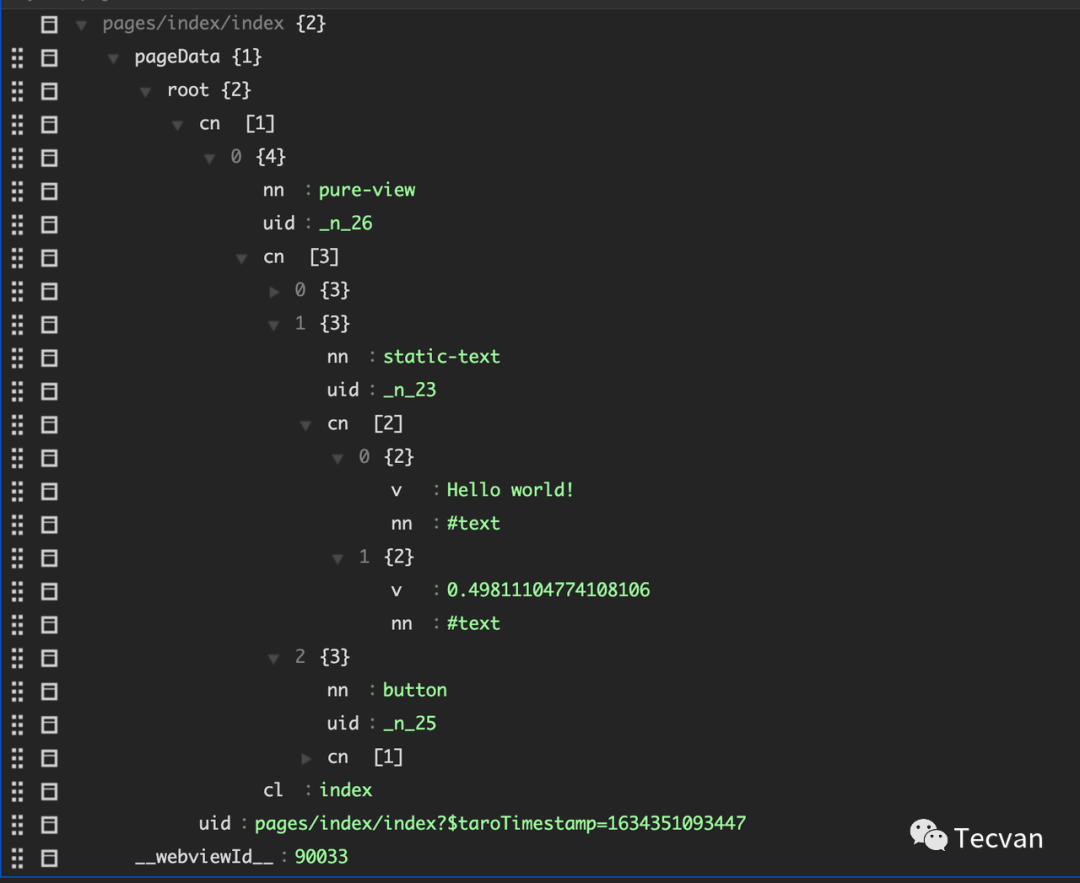 pages/index/index {2}
pageData {1}
root {2}
cn [1]
0 {4}
nn : pure-view
uid : _n_26
cn [3]
0 {3}
1 {3}
nn : static-text
uid : _n_23
cn [2]
0 {2}
v : Hello world!
nn : #text
1 {2}
v : 0.49811104774108106
nn : #text
2 {3}
nn : button
uid : _n_25
cn [1]
cl : index
uid : pages/index/index?$taroTimestamp=1634351093447
__webviewId__ : 90033
Tecvan